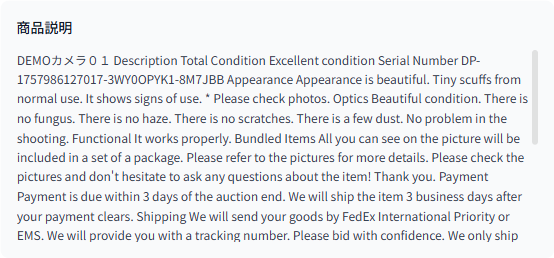 商品説明
DEMOカメラ０１ Description Total Condition Excellent condition Serial Number DP-
1757986127017-3WY0OPYK1-8M7JBB Appearance Appearance is beautiful. Tiny scuffs from
normal use. It shows signs of use. * Please check photos. Optics Beautiful condition. There is
no fungus. There is no haze. There is no scratches. There is a few dust. No problem in the
shooting. Functional It works properly. Bundled Items All you can see on the picture will be
included in a set of a package. Please refer to the pictures for more details. Please check the
pictures and don't hesitate to ask any questions about the item! Thank you. Payment
Payment is due within 3 days of the auction end. We will ship the item 3 business days after
your payment clears. Shipping We will send your goods by FedEx International Priority or
EMS. We will provide you with a tracking number. Please bid with confidence. We only ship